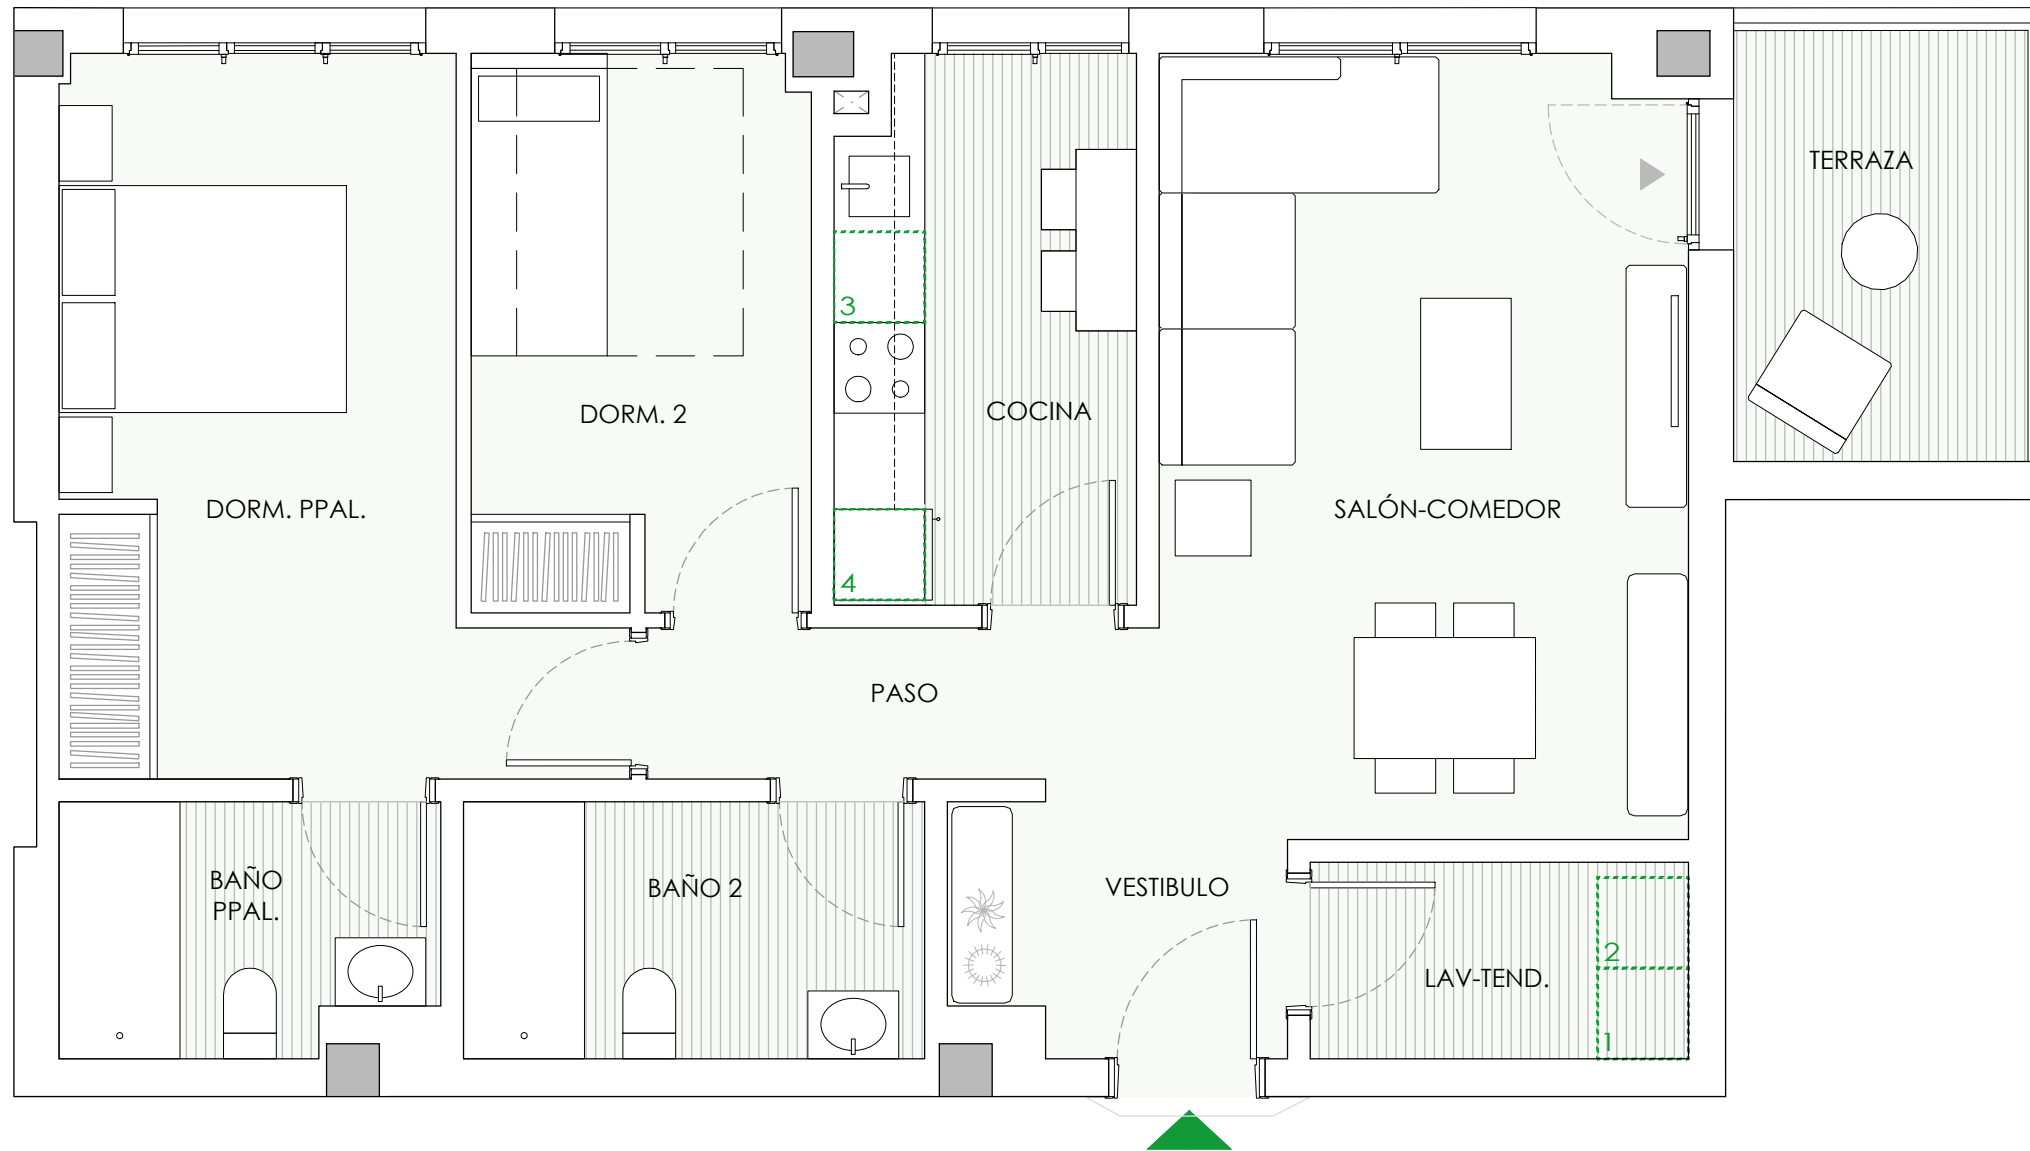 TERRAZA
3
DORM. 2
COCINA
DORM. PPAL.
SALÓN-COMEDOR
4
PASO
BAÑO
PPAL.
BAÑO 2
VESTIBULO
2
LAV-TEND.
1